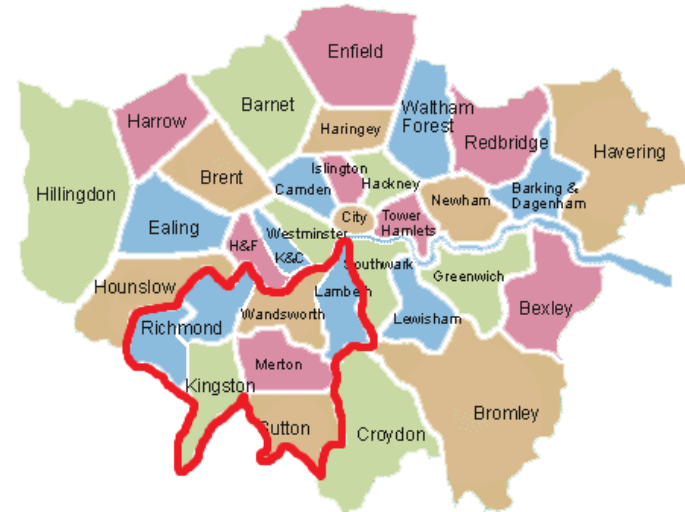 Enfield
Barnet
Waltham
Forest
Harrow
Haringey
Redbridge
Havering
Islington
Brent
Hackney
Hillingdon
Camden
Newham
Barking &
Dagenham
City
Tower
Hamlets
Ealing
Westminster
H&F
K&C
Southwark
Greenwich
Hounslow
Lambeth
Bexley
Richmond
Wandsworth
Lewisham
Merton
Kingston
Bromley
Sutton
Croydon